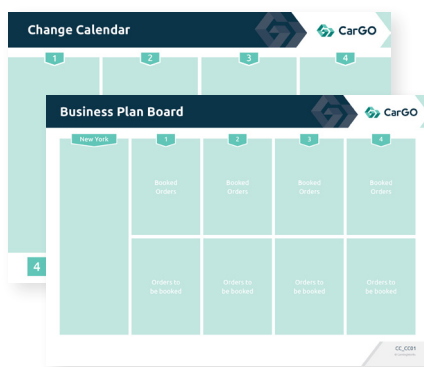 Change Calendar
CarGO
1 2 3 4
4
Business Plan Board
CarGO
New York 1 2 3 4
Booked Orders
Booked Orders
Booked Orders
Booked Orders
Orders to be booked
Orders to be booked
Orders to be booked
Orders to be booked
CC_CC01